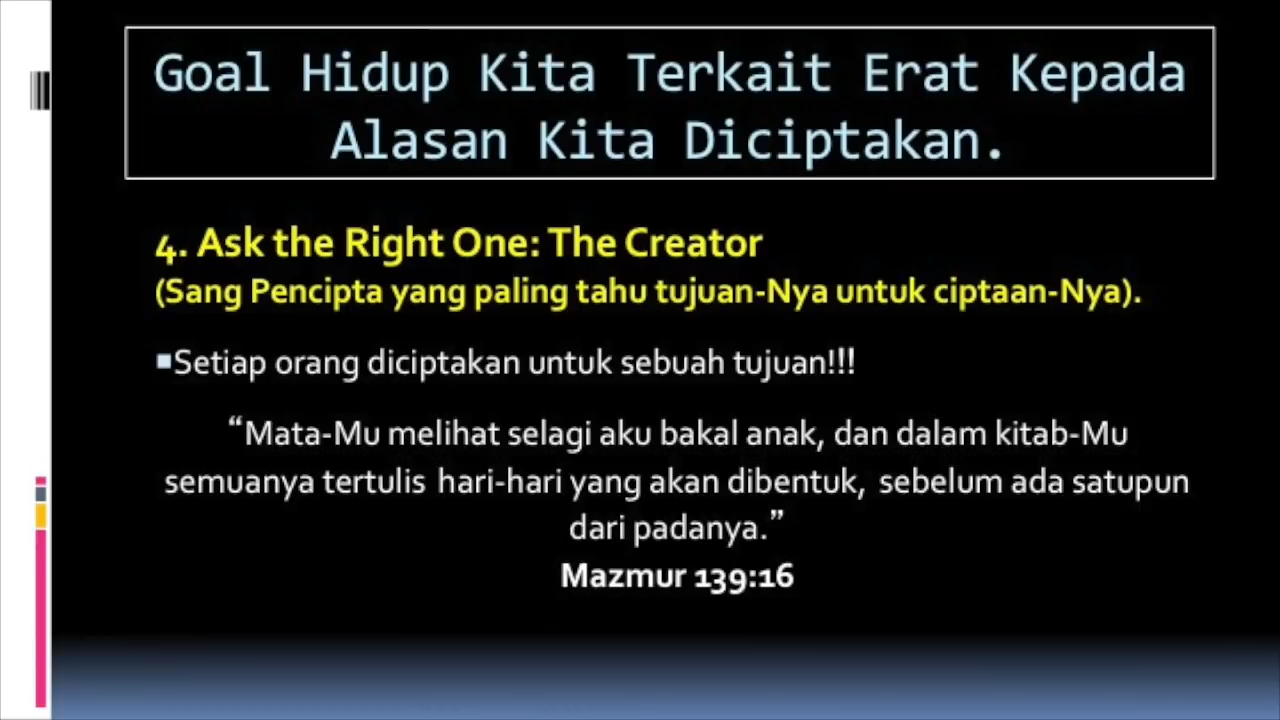 Goal Hidup Kita Terkait Erat Kepada
Alasan Kita Diciptakan.
4. Ask the Right One: The Creator
(Sang Pencipta yang paling tahu tujuan-Nya untuk ciptaan-Nya).
▪Setiap orang diciptakan untuk sebuah tujuan!!!
“Mata-Mu melihat selagi aku bakal anak, dan dalam kitab-Mu
semuanya tertulis hari-hari yang akan dibentuk, sebelum ada satupun
dari padanya.”
Mazmur 139:16